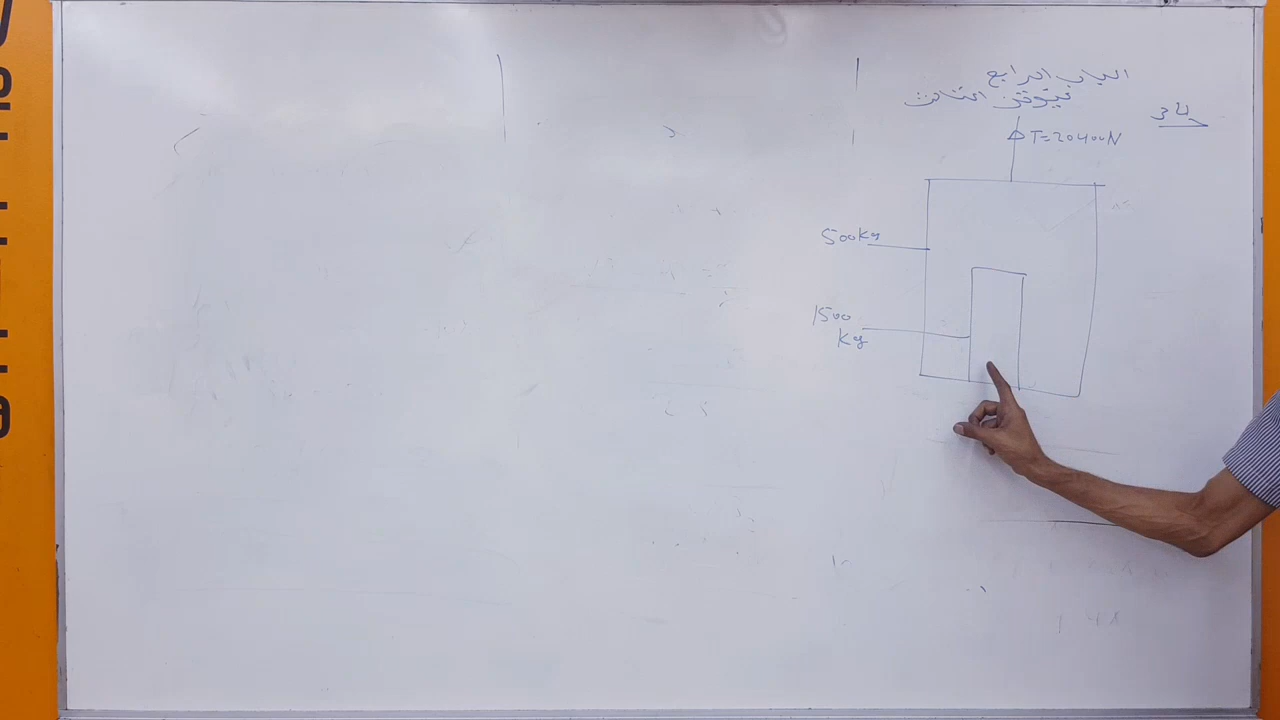 الباب الرابع
نيوتن الثالث
T=20400N
500Kg
1500
Kg